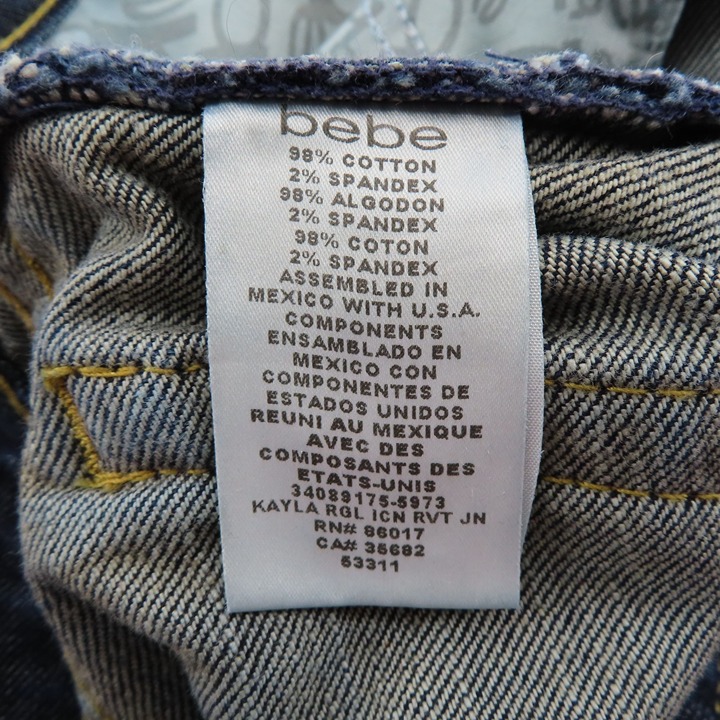 bebe
98% COTTON
2% SPANDEX
98% ALGODON
2% SPANDEX
98% COTON
2% SPANDEX
ASSEMBLED IN
MEXICO WITH U.S.A.
COMPONENTS
ENSAMBLADO EN
MEXICO CON
COMPONENTES DE
ESTADOS UNIDOS
REUNI AU MEXIQUE
AVEC DES
COMPOSANTS DES
ETATS-UNIS
34089175-5973
KAYLA RGL ICN RVT JN
RN# 86017
CA# 35682
53311